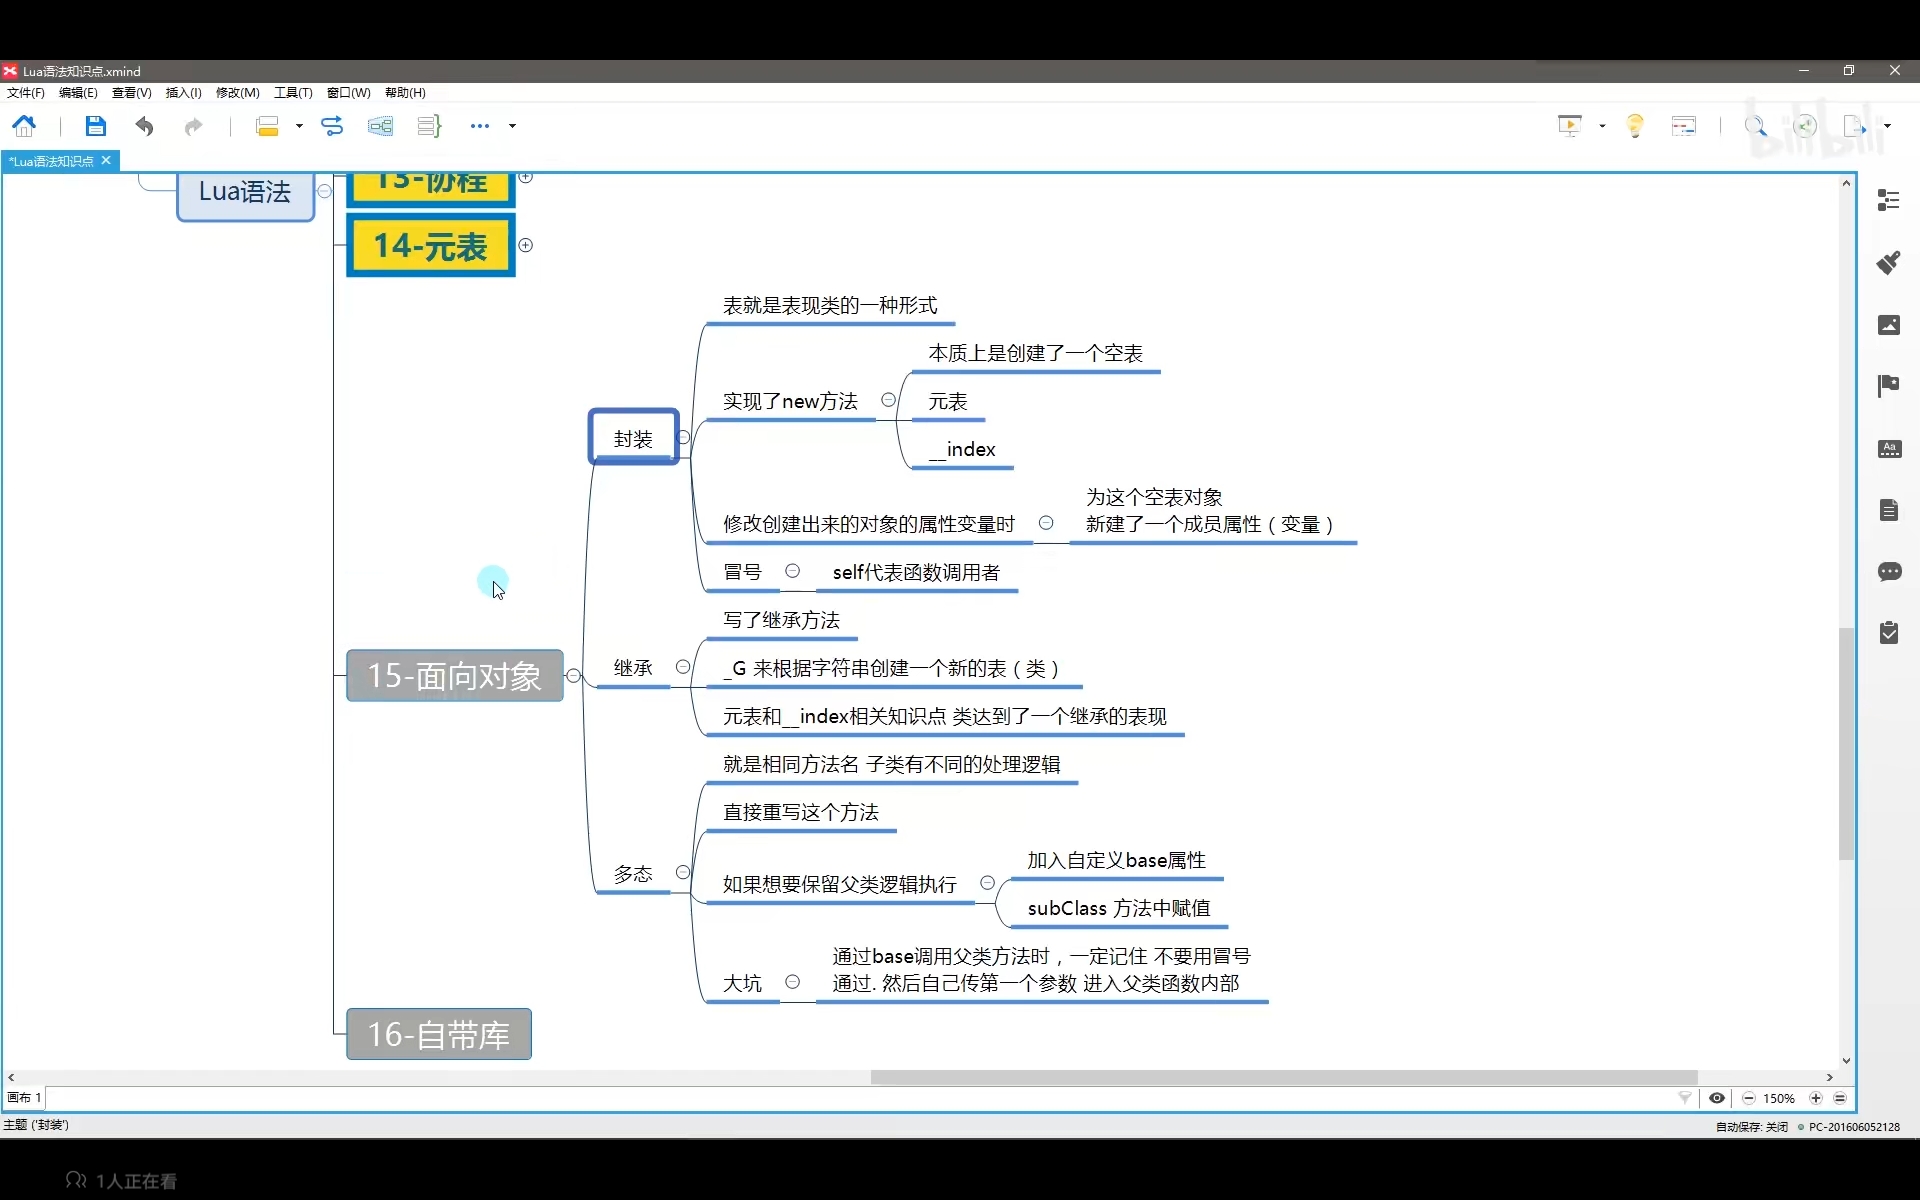 Lua语法知识点.xmind
文件(F) 编辑(E) 查看(V) 插入(I) 修改(M) 工具(T) 窗口(W) 帮助(H)
bilibili
*Lua语法知识点
Lua语法
13-协程
14-元表
表就是表现类的一种形式
本质上是创建了一个空表
实现了new方法
元表
__index
封装
修改创建出来的对象的属性变量时
为这个空表对象
新建了一个成员属性（变量）
冒号
self代表函数调用者
15-面向对象
继承
写了继承方法
_G 来根据字符串创建一个新的表（类）
元表和__index相关知识点 类达到了一个继承的表现
多态
就是相同方法名 子类有不同的处理逻辑
直接重写这个方法
如果想要保留父类逻辑执行
加入自定义base属性
subClass 方法中赋值
大坑
通过base调用父类方法时，一定记住 不要用冒号
通过. 然后自己传第一个参数 进入父类函数内部
16-自带库
画布 1
150%
主题 ('封装')
自动保存: 关闭
PC-201606052128
1人正在看